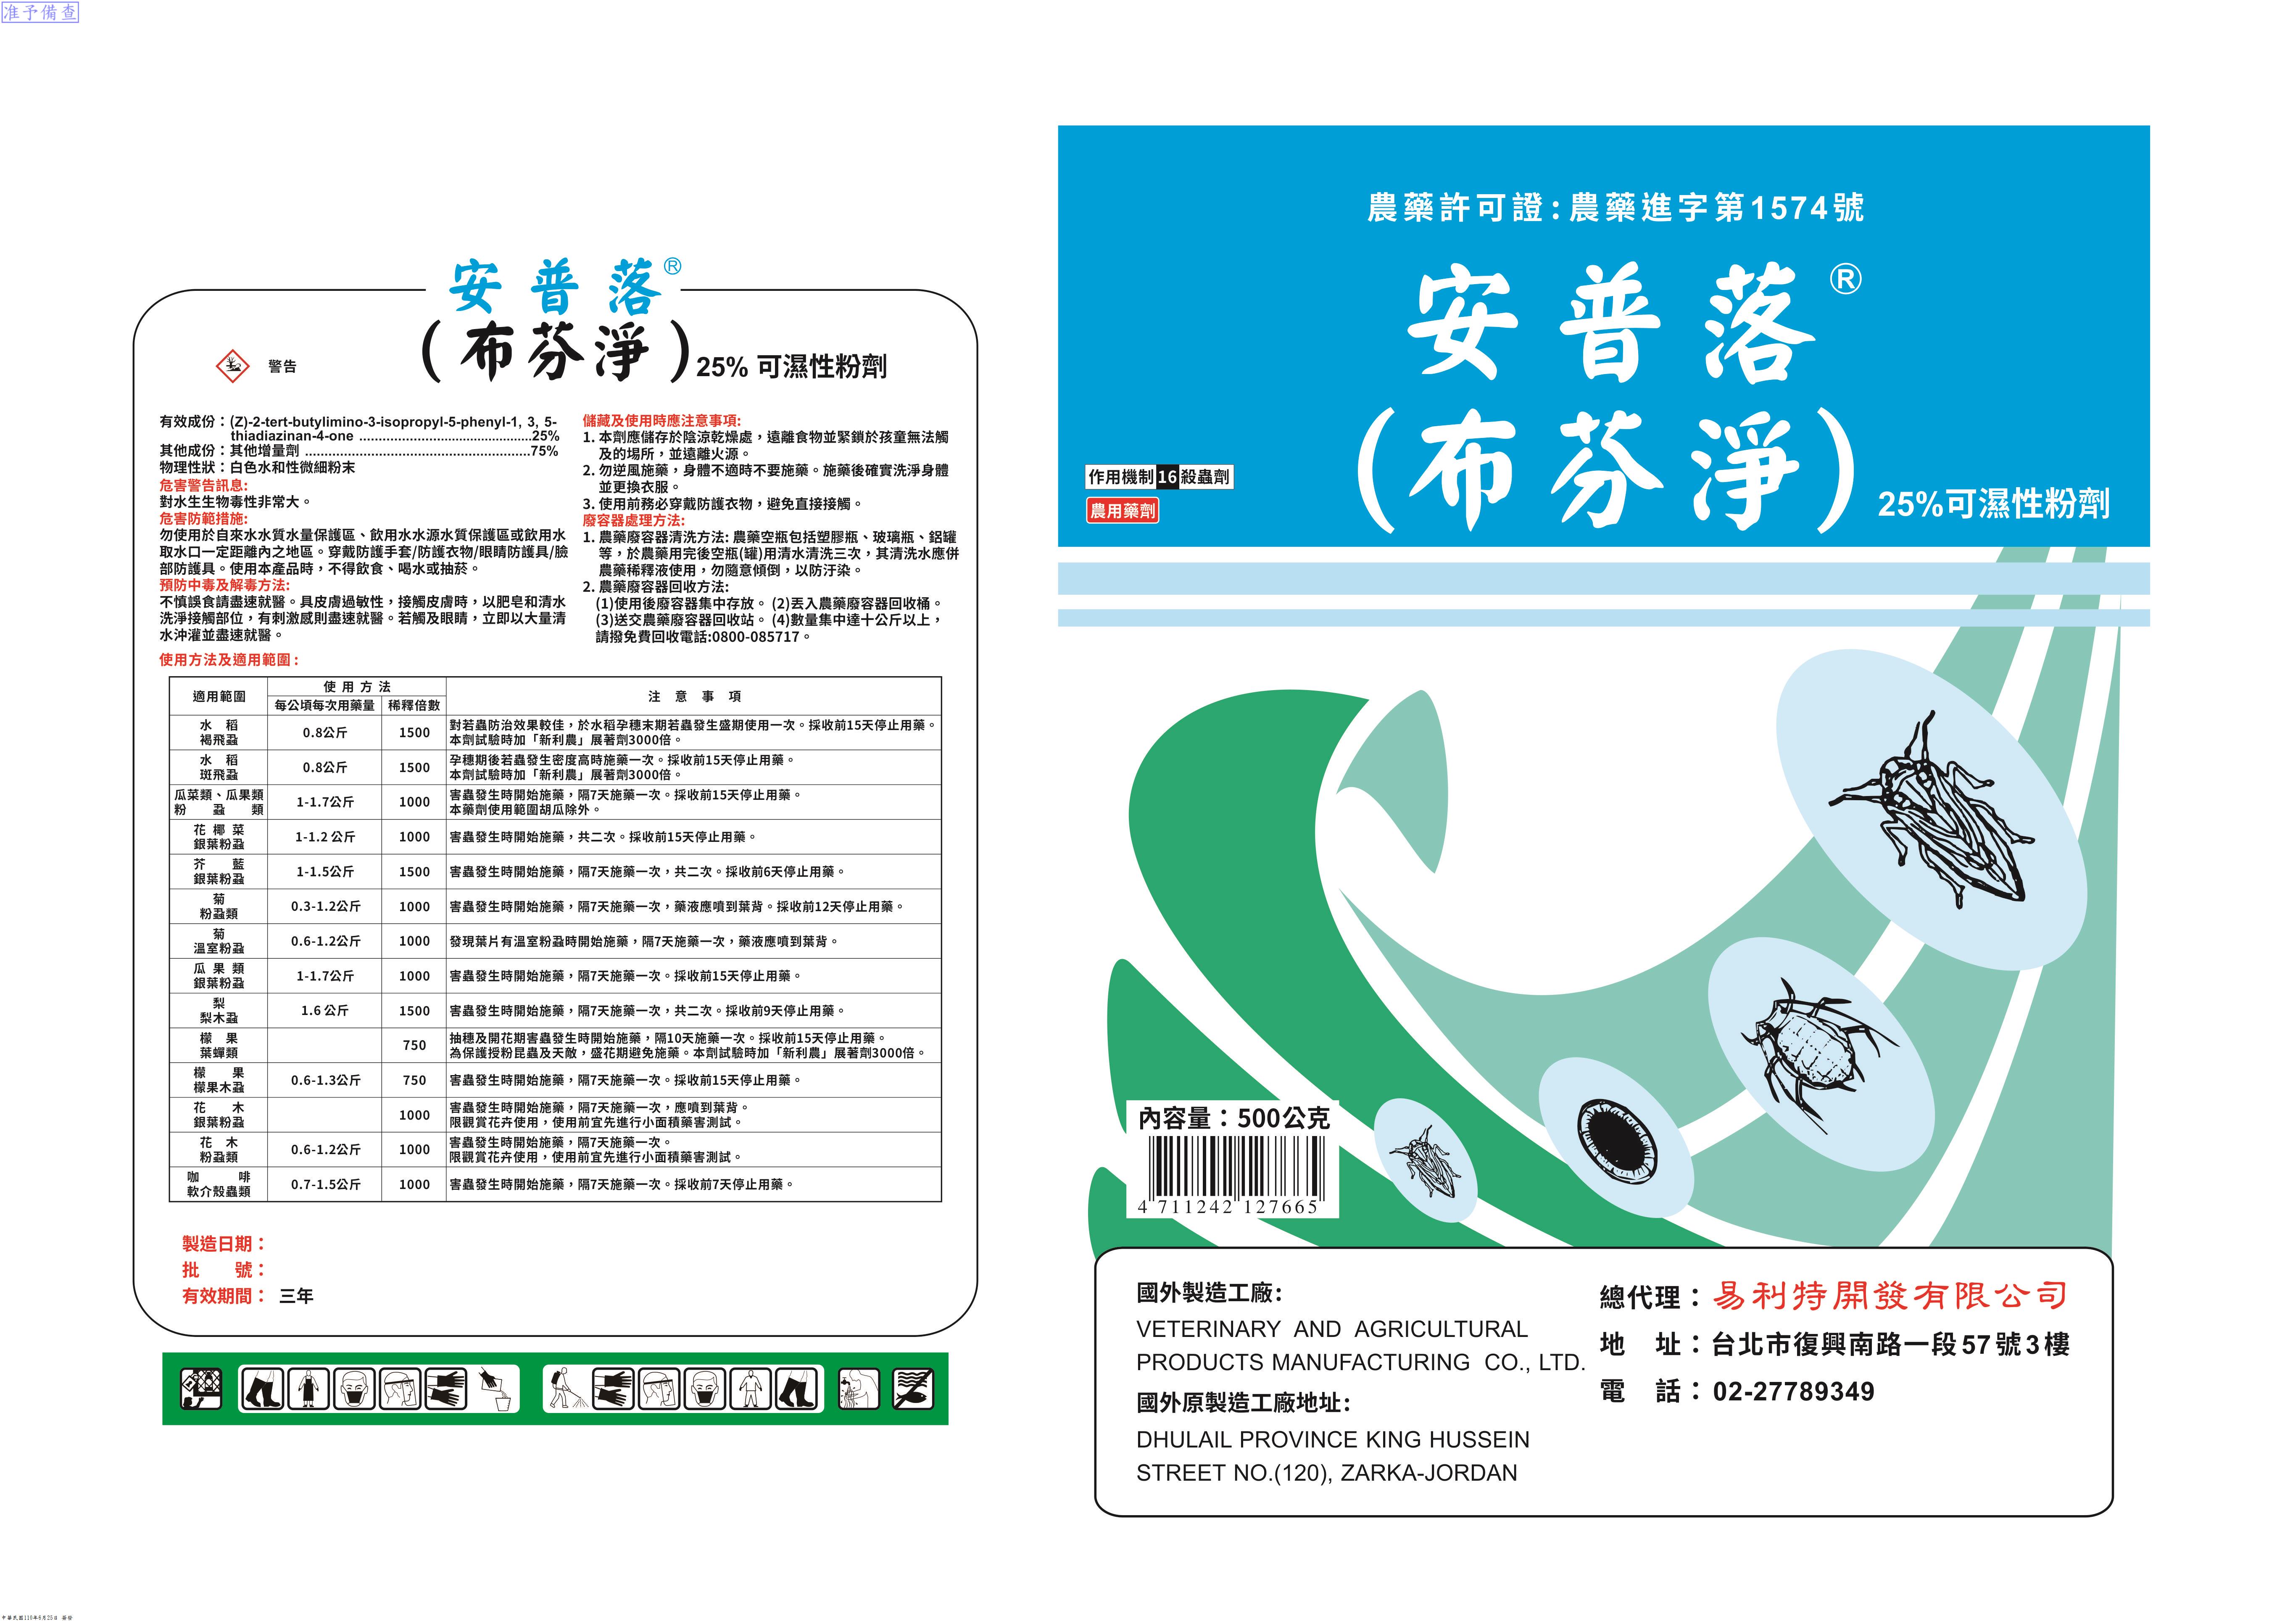 准予備查
安普落®
(布芬淨) 25% 可濕性粉劑
警告
有效成份：(Z)-2-tert-butylimino-3-isopropyl-5-phenyl-1, 3, 5-
thiadiazinan-4-one ..........................................25%
其他成份：其他增量劑 .......................................................75%
物理性狀：白色水和性微細粉末
危害警告訊息:
對水生生物毒性非常大。
危害防範措施:
勿使用於自來水水質水量保護區、飲用水水源水質保護區或飲用水
取水口一定距離內之地區。穿戴防護手套/防護衣物/眼睛防護具/臉
部防護具。使用本產品時，不得飲食、喝水或抽菸。
預防中毒及解毒方法:
不慎誤食請盡速就醫。具皮膚過敏性，接觸皮膚時，以肥皂和清水
洗淨接觸部位，有刺激感則盡速就醫。若觸及眼睛，立即以大量清
水沖灌並盡速就醫。
儲藏及使用時應注意事項:
1. 本劑應儲存於陰涼乾燥處，遠離食物並緊鎖於孩童無法觸
及的場所，並遠離火源。
2. 勿逆風施藥，身體不適時不要施藥。施藥後確實洗淨身體
並更換衣服。
3. 使用前務必穿戴防護衣物，避免直接接觸。
廢容器處理方法:
1. 農藥廢容器清洗方法: 農藥空瓶包括塑膠瓶、玻璃瓶、鋁罐
等，於農藥用完後空瓶(罐)用清水清洗三次，其清洗水應併
農藥稀釋液使用，勿隨意傾倒，以防汙染。
2. 農藥廢容器回收方法:
(1)使用後廢容器集中存放。 (2)丟入農藥廢容器回收桶。
(3)送交農藥廢容器回收站。 (4)數量集中達十公斤以上，
請撥免費回收電話:0800-085717。
使用方法及適用範圍：
適用範圍 使用方法 注意事項
每公頃每次用藥量 稀釋倍數
水稻
褐飛蝨 0.8公斤 1500 對若蟲防治效果較佳，於水稻孕穗末期若蟲發生盛期使用一次。採收前15天停止用藥。
本劑試驗時加「新利農」展著劑3000倍。
水稻
斑飛蝨 0.8公斤 1500 孕穗期後若蟲發生密度高時施藥一次。採收前15天停止用藥。
本劑試驗時加「新利農」展著劑3000倍。
瓜菜類、瓜果類
粉蝨類 1-1.7公斤 1000 害蟲發生時開始施藥，隔7天施藥一次。採收前15天停止用藥。
本藥劑使用範圍胡瓜除外。
花椰菜
銀葉粉蝨 1-1.2 公斤 1000 害蟲發生時開始施藥，共二次。採收前15天停止用藥。
芥藍
銀葉粉蝨 1-1.5公斤 1500 害蟲發生時開始施藥，隔7天施藥一次，共二次。採收前6天停止用藥。
菊
粉蝨類 0.3-1.2公斤 1000 害蟲發生時開始施藥，隔7天施藥一次，藥液應噴到葉背。採收前12天停止用藥。
菊
溫室粉蝨 0.6-1.2公斤 1000 發現葉片有溫室粉蝨時開始施藥，隔7天施藥一次，藥液應噴到葉背。
瓜果類
銀葉粉蝨 1-1.7公斤 1000 害蟲發生時開始施藥，隔7天施藥一次。採收前15天停止用藥。
梨
梨木蝨 1.6 公斤 1500 害蟲發生時開始施藥，隔7天施藥一次，共二次。採收前9天停止用藥。
檬果
葉蟬類 750 抽穗及開花期害蟲發生時開始施藥，隔10天施藥一次。採收前15天停止用藥。
為保護授粉昆蟲及天敵，盛花期避免施藥。本劑試驗時加「新利農」展著劑3000倍。
檬果
檬果木蝨 0.6-1.3公斤 750 害蟲發生時開始施藥，隔7天施藥一次。採收前15天停止用藥。
花木
銀葉粉蝨 1000 害蟲發生時開始施藥，隔7天施藥一次，應噴到葉背。
限觀賞花卉使用，使用前宜先進行小面積藥害測試。
花木
粉蝨類 0.6-1.2公斤 1000 害蟲發生時開始施藥，隔7天施藥一次。
限觀賞花卉使用，使用前宜先進行小面積藥害測試。
咖啡
軟介殼蟲類 0.7-1.5公斤 1000 害蟲發生時開始施藥，隔7天施藥一次。採收前7天停止用藥。
製造日期：
批號：
有效期間： 三年
農藥許可證：農藥進字第1574號
安普落®
(布芬淨) 25%可濕性粉劑
作用機制16殺蟲劑
農用藥劑
內容量：500公克
4 711242 127665
國外製造工廠:
VETERINARY AND AGRICULTURAL
PRODUCTS MANUFACTURING CO., LTD.
國外原製造工廠地址:
DHULAIL PROVINCE KING HUSSEIN
STREET NO.(120), ZARKA-JORDAN
總代理：易利特開發有限公司
地址：台北市復興南路一段57號3樓
電話：02-27789349